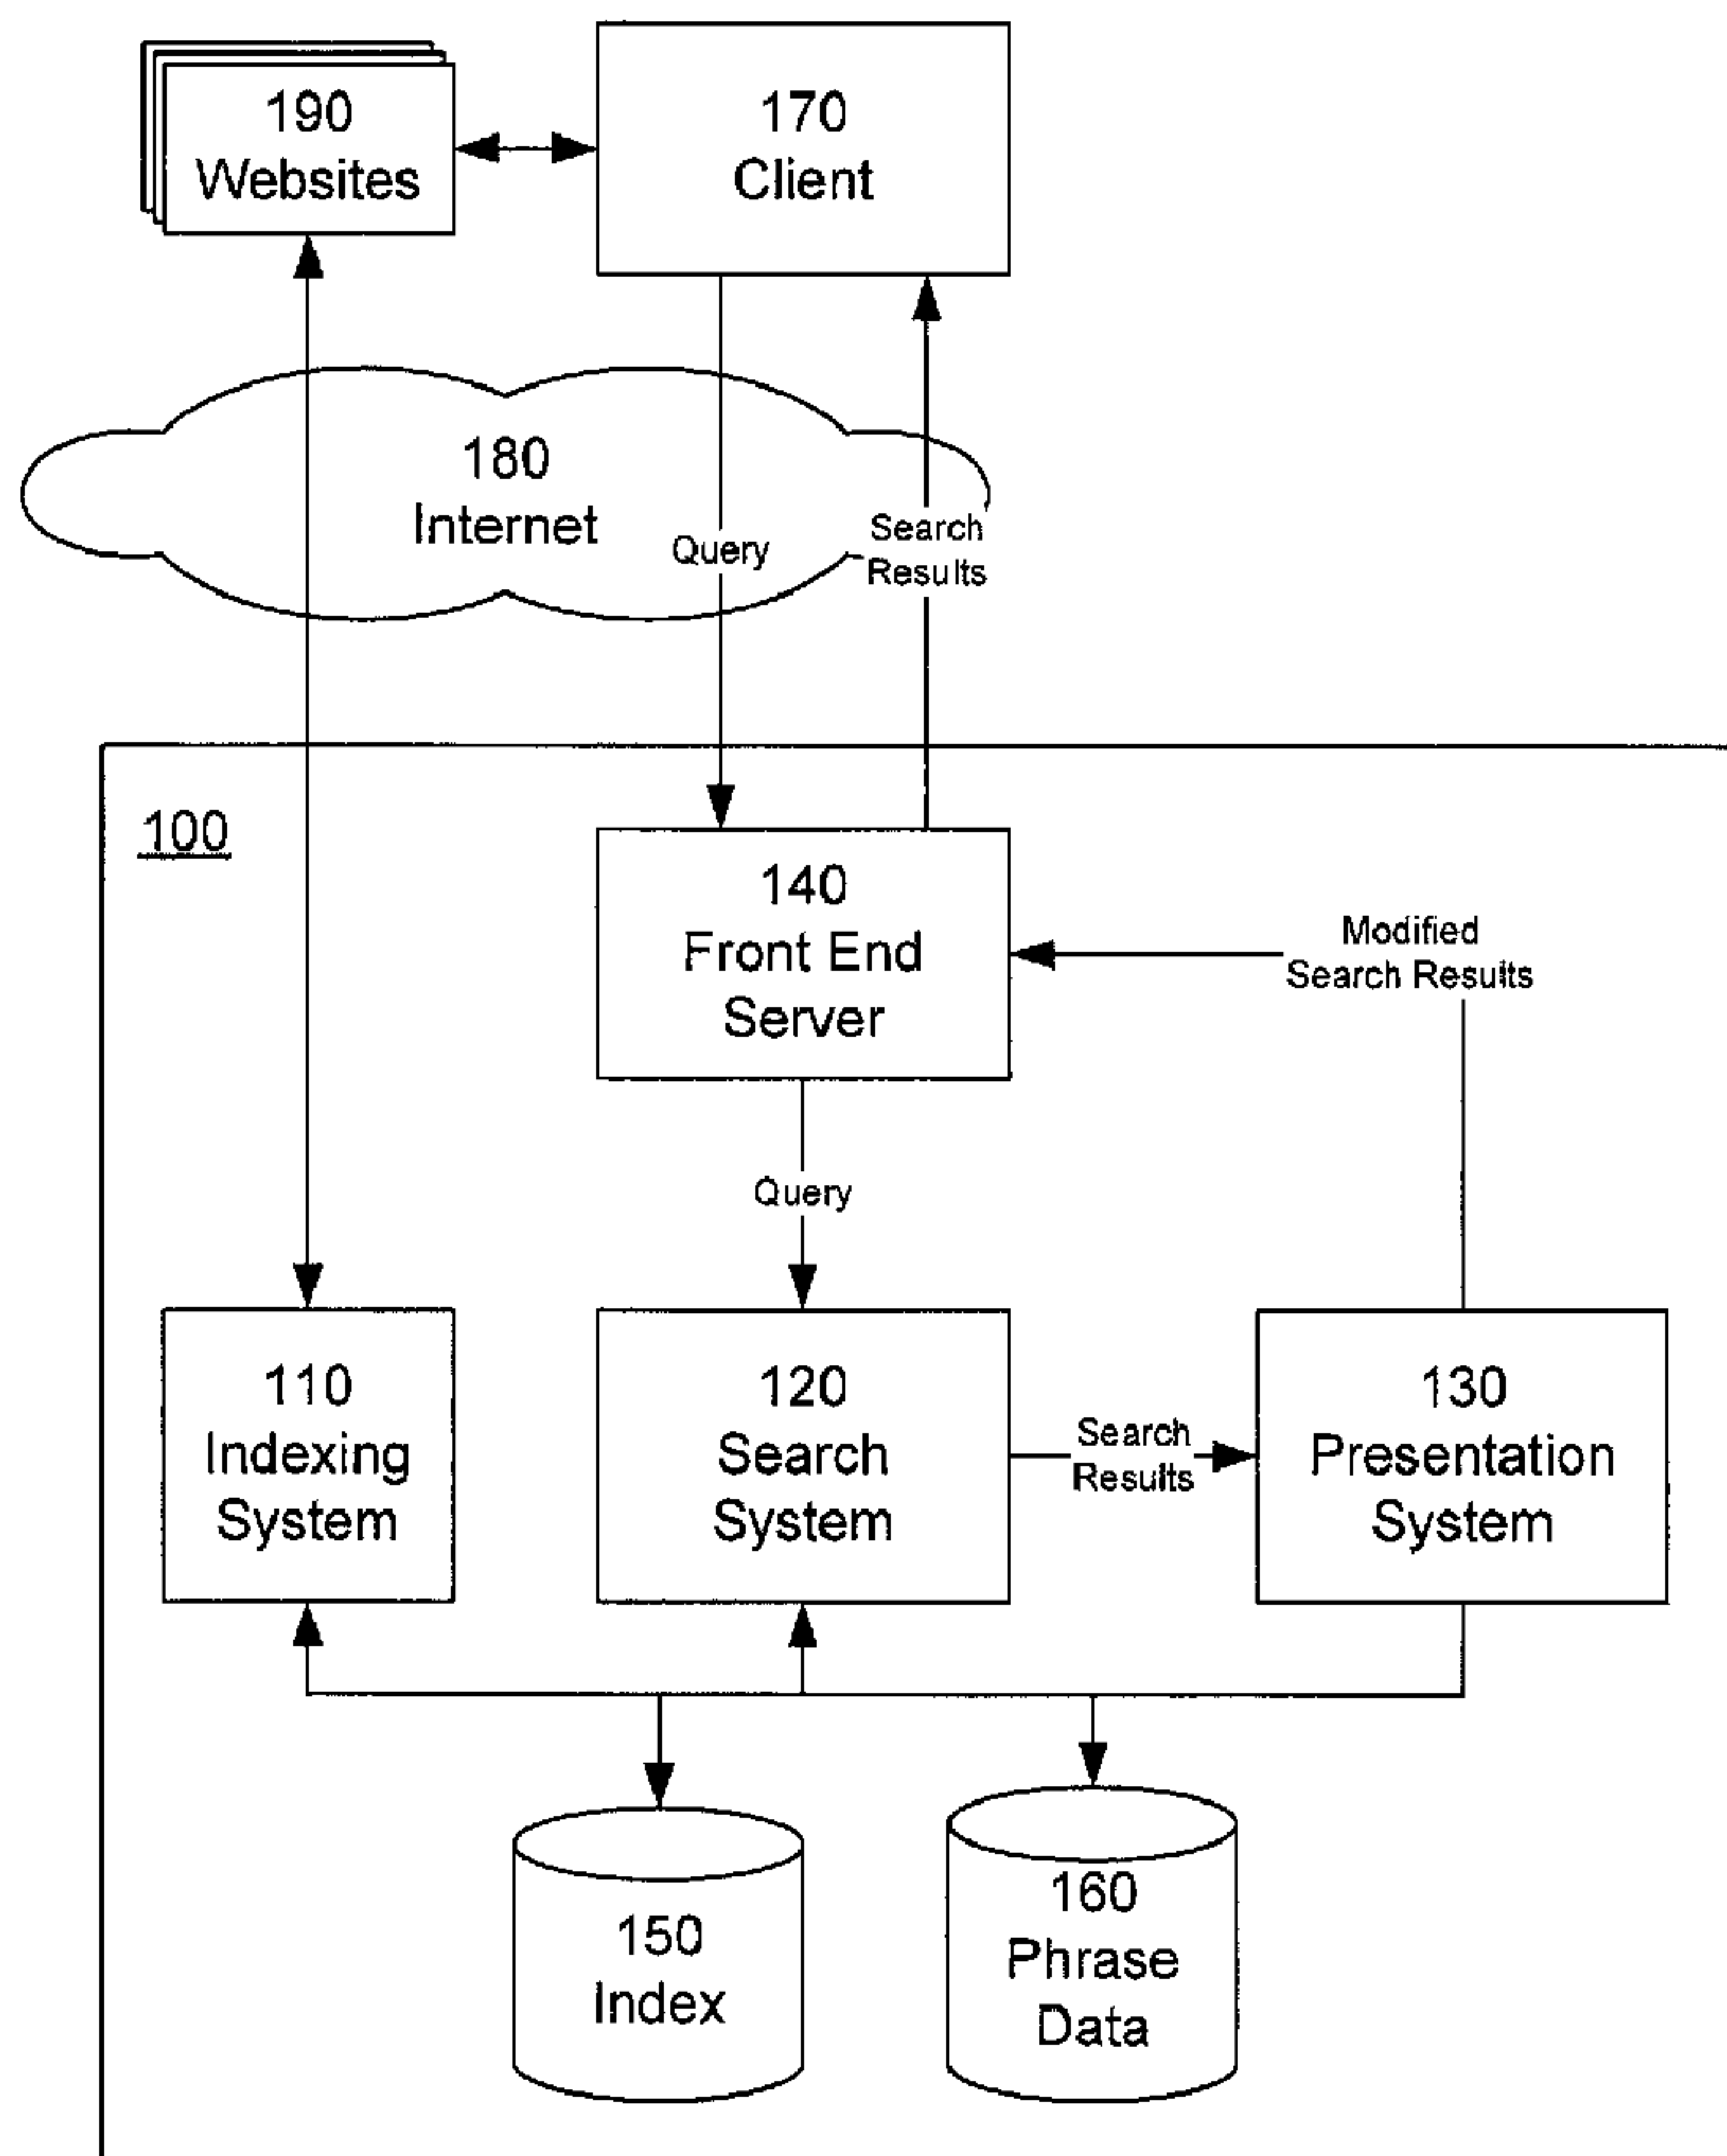 190
Websites
170
Client
180
Internet
Query
Search
Results
100
140
Front End
Server
Modified
Search Results
Query
110
Indexing
System
120
Search
System
Search
Results
130
Presentation
System
150
Index
160
Phrase
Data